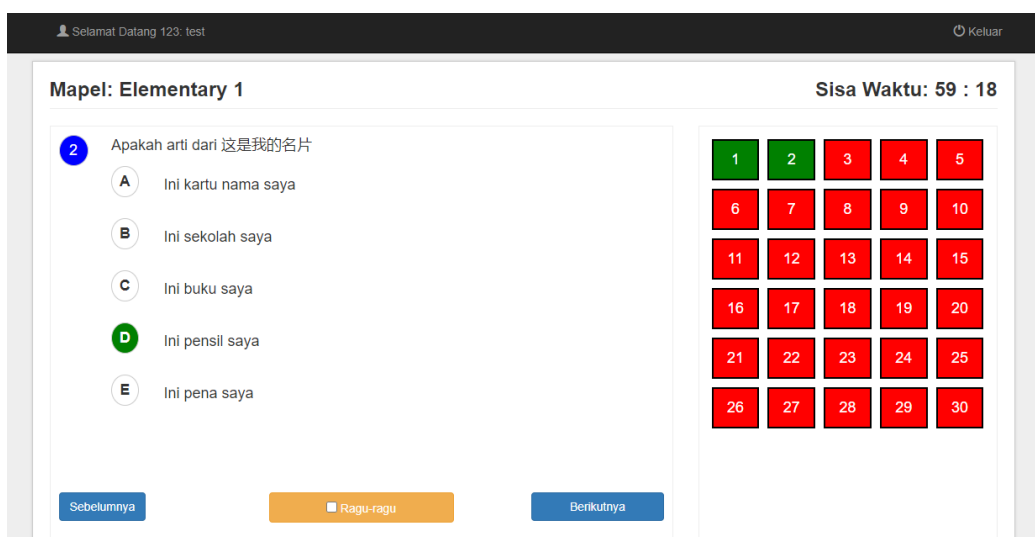 Selamat Datang 123: test
Keluar
Mapel: Elementary 1
Sisa Waktu: 59 : 18
2
Apakah arti dari 这是我的名片
A Ini kartu nama saya
B Ini sekolah saya
C Ini buku saya
D Ini pensil saya
E Ini pena saya
Sebelumnya
Ragu-ragu
Berikutnya
1 2 3 4 5
6 7 8 9 10
11 12 13 14 15
16 17 18 19 20
21 22 23 24 25
26 27 28 29 30